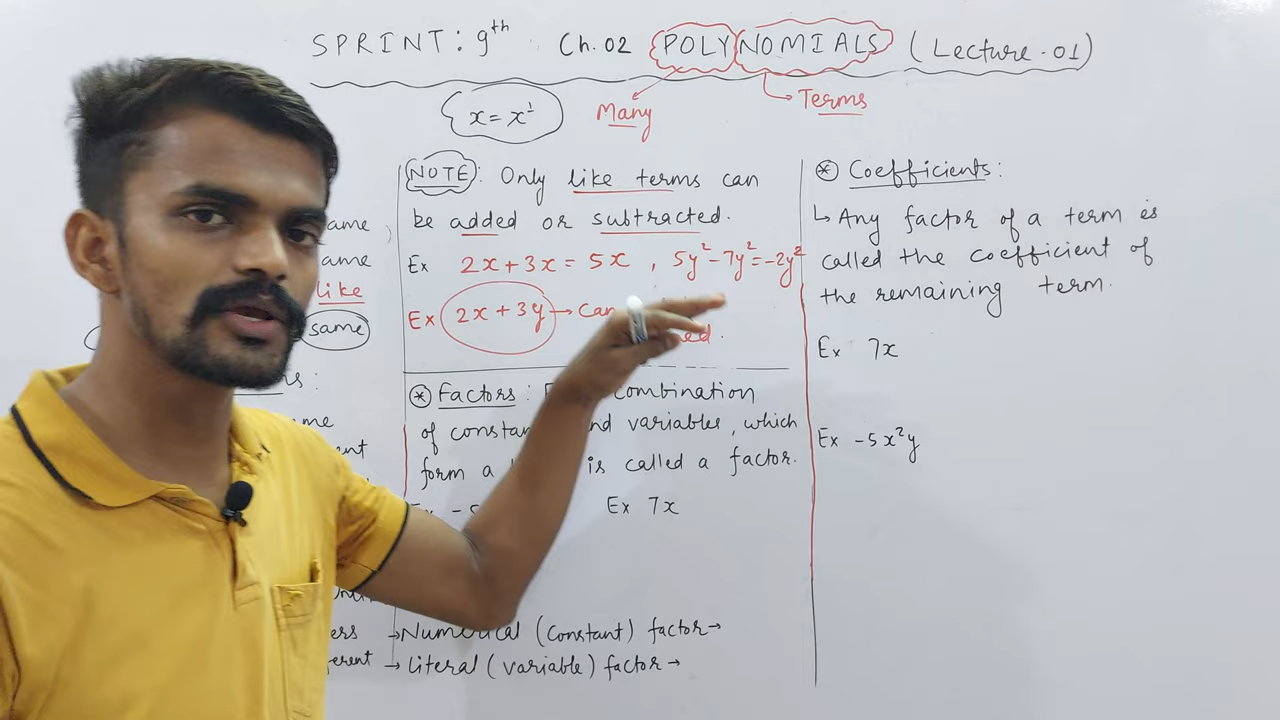 SPRINT: 9th Ch. 02 POLYNOMIALS (Lecture-01)
x = x¹
Many
Terms
ame
ame
like
same
s:
me
nt
ers
erent
NOTE: Only like terms can
be added or subtracted.
Ex 2x+3x = 5x , 5y²-7y²=-2y²
Ex 2x+3y → can
ed.
* Factors: combination
of constan nd variables, which
form a is called a factor.
- 5 Ex 7x
→ Numerical (constant) factor →
→ Literal (variable) factor →
* Coefficients:
↳ Any factor of a term is
called the coefficient of
the remaining term.
Ex 7x
Ex -5x²y